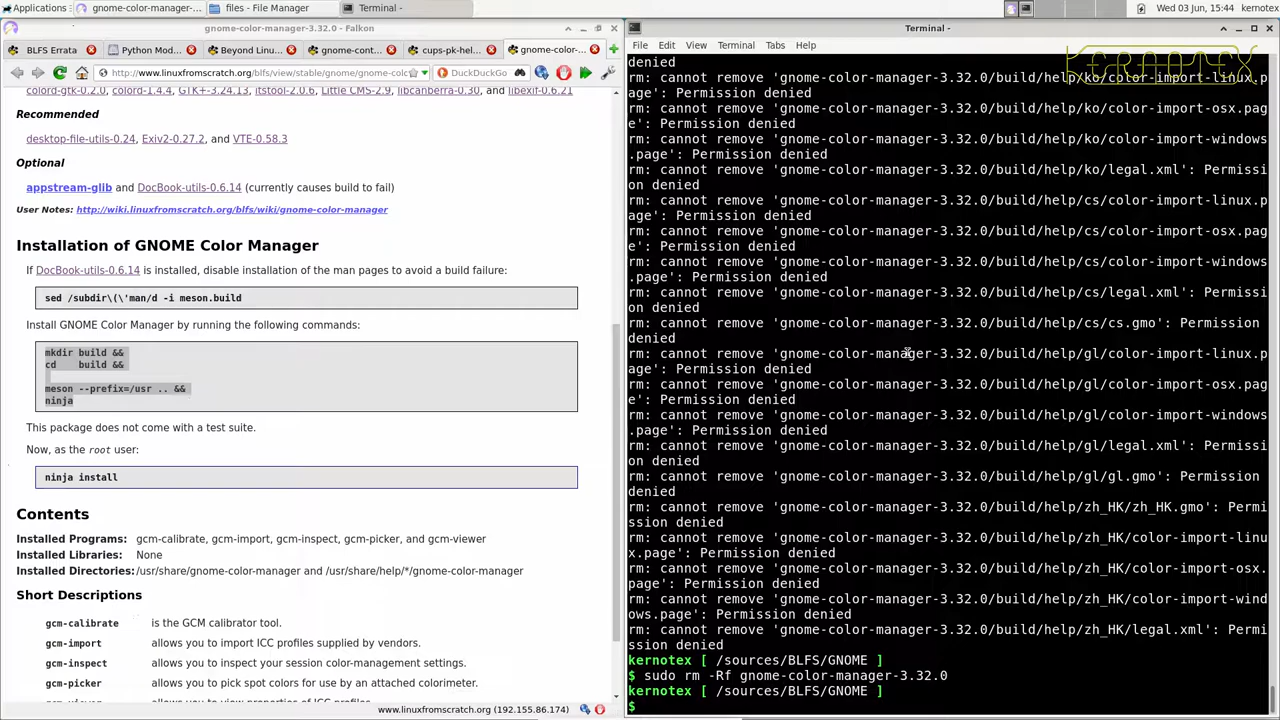 Applications
gnome-color-manager-...
files - File Manager
Terminal -
Wed 03 Jun, 15:44
kernotex
gnome-color-manager-3.32.0 - Falkon
BLFS Errata
Python Mod...
Beyond Linu...
gnome-cont...
cups-pk-hel...
gnome-color-...
http://www.linuxfromscratch.org/blfs/view/stable/gnome/gnome-colo
DuckDuckGo
colord-gtk-0.2.0, colord-1.4.4, GTK+-3.24.13, itstool-2.0.6, Little CMS-2.9, libcanberra-0.30, and libexif-0.6.21
Recommended
desktop-file-utils-0.24, Exiv2-0.27.2, and VTE-0.58.3
Optional
appstream-glib and DocBook-utils-0.6.14 (currently causes build to fail)
User Notes: http://wiki.linuxfromscratch.org/blfs/wiki/gnome-color-manager
Installation of GNOME Color Manager
If DocBook-utils-0.6.14 is installed, disable installation of the man pages to avoid a build failure:
sed /subdir\(\'man/d -i meson.build
Install GNOME Color Manager by running the following commands:
mkdir build &&
cd    build &&
meson --prefix=/usr .. &&
ninja
This package does not come with a test suite.
Now, as the root user:
ninja install
Contents
Installed Programs: gcm-calibrate, gcm-import, gcm-inspect, gcm-picker, and gcm-viewer
Installed Libraries: None
Installed Directories: /usr/share/gnome-color-manager and /usr/share/help/*/gnome-color-manager
Short Descriptions
gcm-calibrate is the GCM calibrator tool.
gcm-import allows you to import ICC profiles supplied by vendors.
gcm-inspect allows you to inspect your session color-management settings.
gcm-picker allows you to pick spot colors for use by an attached colorimeter.
gcm-viewer allows you to view properties of ICC profiles.
www.linuxfromscratch.org (192.155.86.174)
Terminal -
File Edit View Terminal Tabs Help
KERNOTEX
denied
rm: cannot remove 'gnome-color-manager-3.32.0/build/help/ko/color-import-linux.p
age': Permission denied
rm: cannot remove 'gnome-color-manager-3.32.0/build/help/ko/color-import-osx.pag
e': Permission denied
rm: cannot remove 'gnome-color-manager-3.32.0/build/help/ko/color-import-windows
.page': Permission denied
rm: cannot remove 'gnome-color-manager-3.32.0/build/help/ko/legal.xml': Permissi
on denied
rm: cannot remove 'gnome-color-manager-3.32.0/build/help/cs/color-import-linux.p
age': Permission denied
rm: cannot remove 'gnome-color-manager-3.32.0/build/help/cs/color-import-osx.pag
e': Permission denied
rm: cannot remove 'gnome-color-manager-3.32.0/build/help/cs/color-import-windows
.page': Permission denied
rm: cannot remove 'gnome-color-manager-3.32.0/build/help/cs/legal.xml': Permissi
on denied
rm: cannot remove 'gnome-color-manager-3.32.0/build/help/cs/cs.gmo': Permission
denied
rm: cannot remove 'gnome-color-manager-3.32.0/build/help/gl/color-import-linux.p
age': Permission denied
rm: cannot remove 'gnome-color-manager-3.32.0/build/help/gl/color-import-osx.pag
e': Permission denied
rm: cannot remove 'gnome-color-manager-3.32.0/build/help/gl/color-import-windows
.page': Permission denied
rm: cannot remove 'gnome-color-manager-3.32.0/build/help/gl/legal.xml': Permissi
on denied
rm: cannot remove 'gnome-color-manager-3.32.0/build/help/gl/gl.gmo': Permission
denied
rm: cannot remove 'gnome-color-manager-3.32.0/build/help/zh_HK/zh_HK.gmo': Permi
ssion denied
rm: cannot remove 'gnome-color-manager-3.32.0/build/help/zh_HK/color-import-linu
x.page': Permission denied
rm: cannot remove 'gnome-color-manager-3.32.0/build/help/zh_HK/color-import-osx.
page': Permission denied
rm: cannot remove 'gnome-color-manager-3.32.0/build/help/zh_HK/color-import-wind
ows.page': Permission denied
rm: cannot remove 'gnome-color-manager-3.32.0/build/help/zh_HK/legal.xml': Permi
ssion denied
kernotex [ /sources/BLFS/GNOME ]
$ sudo rm -Rf gnome-color-manager-3.32.0
kernotex [ /sources/BLFS/GNOME ]
$